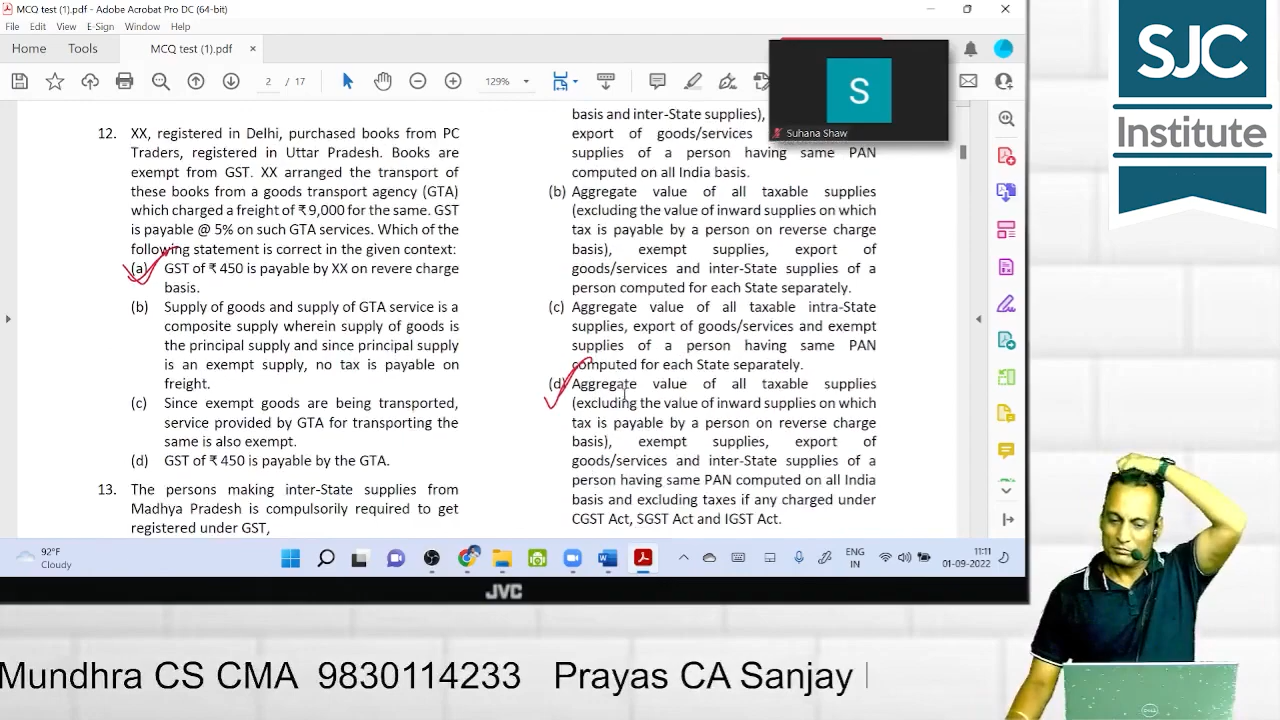 MCQ test (1).pdf - Adobe Acrobat Pro DC (64-bit)
File Edit View E-Sign Window Help
Home Tools MCQ test (1).pdf ×
2 / 17 129%
S
Suhana Shaw
12. XX, registered in Delhi, purchased books from PC
Traders, registered in Uttar Pradesh. Books are
exempt from GST. XX arranged the transport of
these books from a goods transport agency (GTA)
which charged a freight of ₹ 9,000 for the same. GST
is payable @ 5% on such GTA services. Which of the
following statement is correct in the given context:
(a) GST of ₹ 450 is payable by XX on revere charge
basis.
(b) Supply of goods and supply of GTA service is a
composite supply wherein supply of goods is
the principal supply and since principal supply
is an exempt supply, no tax is payable on
freight.
(c) Since exempt goods are being transported,
service provided by GTA for transporting the
same is also exempt.
(d) GST of ₹ 450 is payable by the GTA.
13. The persons making inter-State supplies from
Madhya Pradesh is compulsorily required to get
registered under GST,
basis and inter-State supplies),
export of goods/services
supplies of a person having same PAN
computed on all India basis.
(b) Aggregate value of all taxable supplies
(excluding the value of inward supplies on which
tax is payable by a person on reverse charge
basis), exempt supplies, export of
goods/services and inter-State supplies of a
person computed for each State separately.
(c) Aggregate value of all taxable intra-State
supplies, export of goods/services and exempt
supplies of a person having same PAN
computed for each State separately.
(d) Aggregate value of all taxable supplies
(excluding the value of inward supplies on which
tax is payable by a person on reverse charge
basis), exempt supplies, export of
goods/services and inter-State supplies of a
person having same PAN computed on all India
basis and excluding taxes if any charged under
CGST Act, SGST Act and IGST Act.
92°F
Cloudy
ENG
IN
11:11
01-09-2022
JVC
SJC
Institute
DELL
Mundhra CS CMA 9830114233 Prayas CA Sanjay